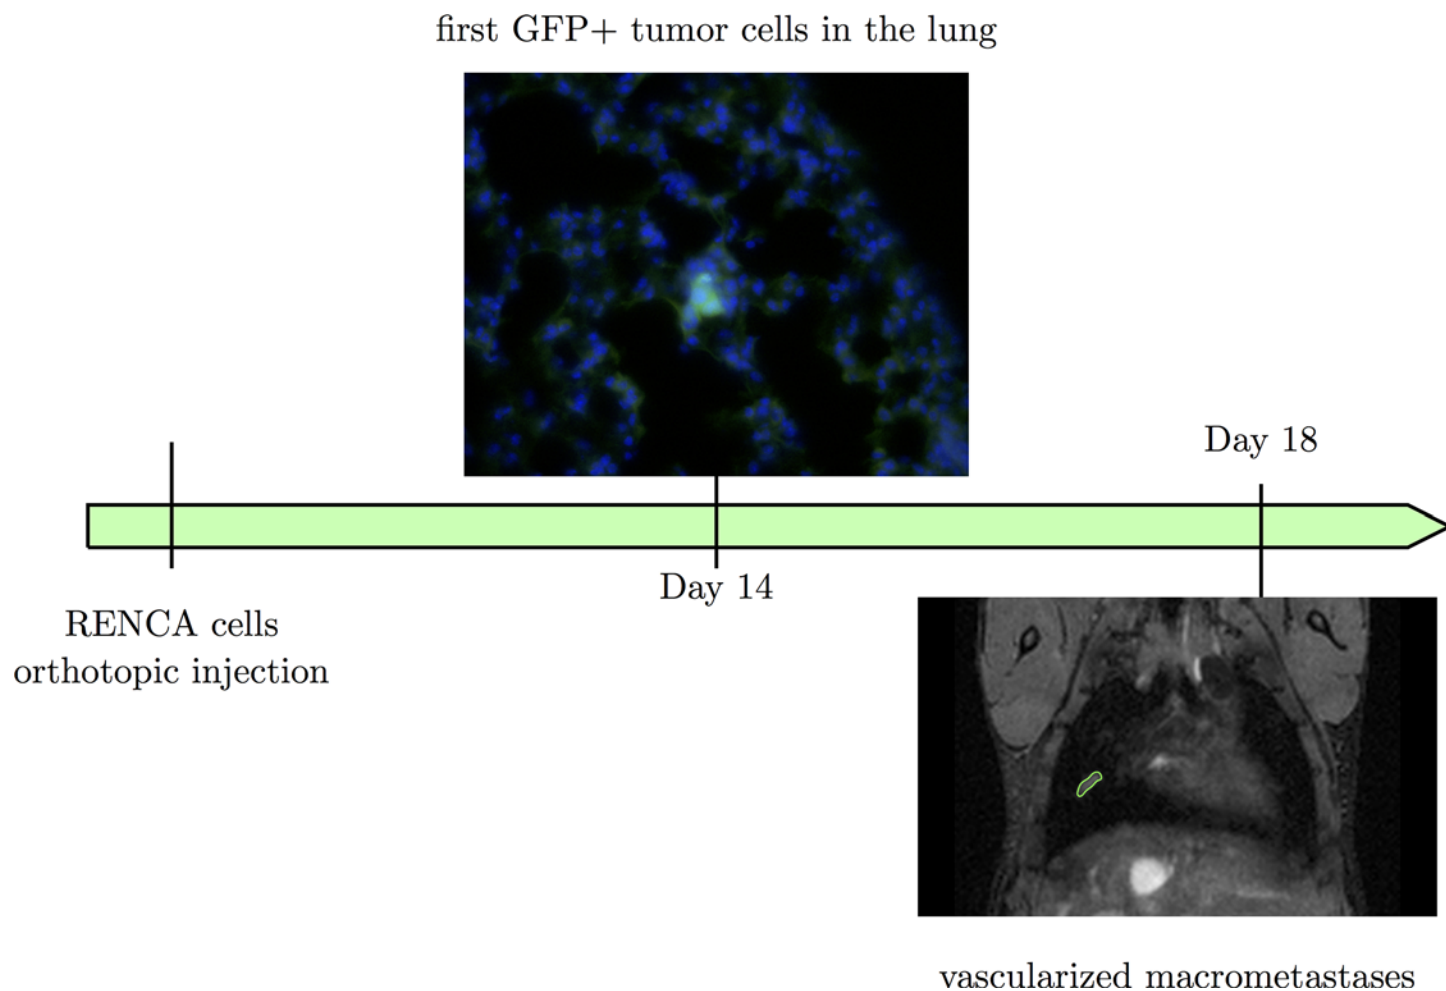 first GFP+ tumor cells in the lung
Day 18
Day 14
RENCA cells
orthotopic injection
vascularized macrometastases